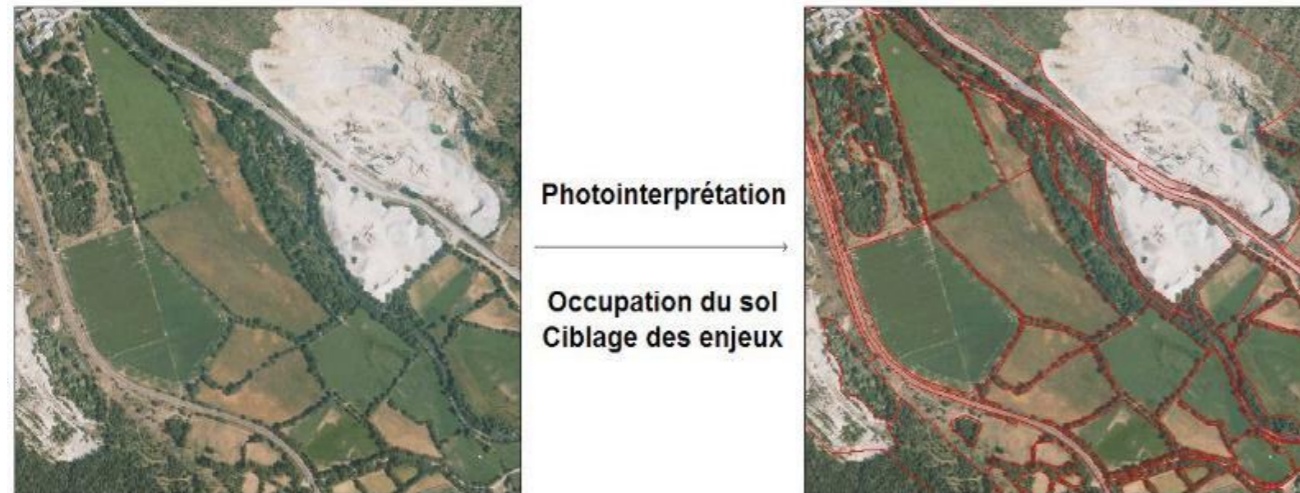 Photointerprétation
Occupation du sol
Ciblage des enjeux